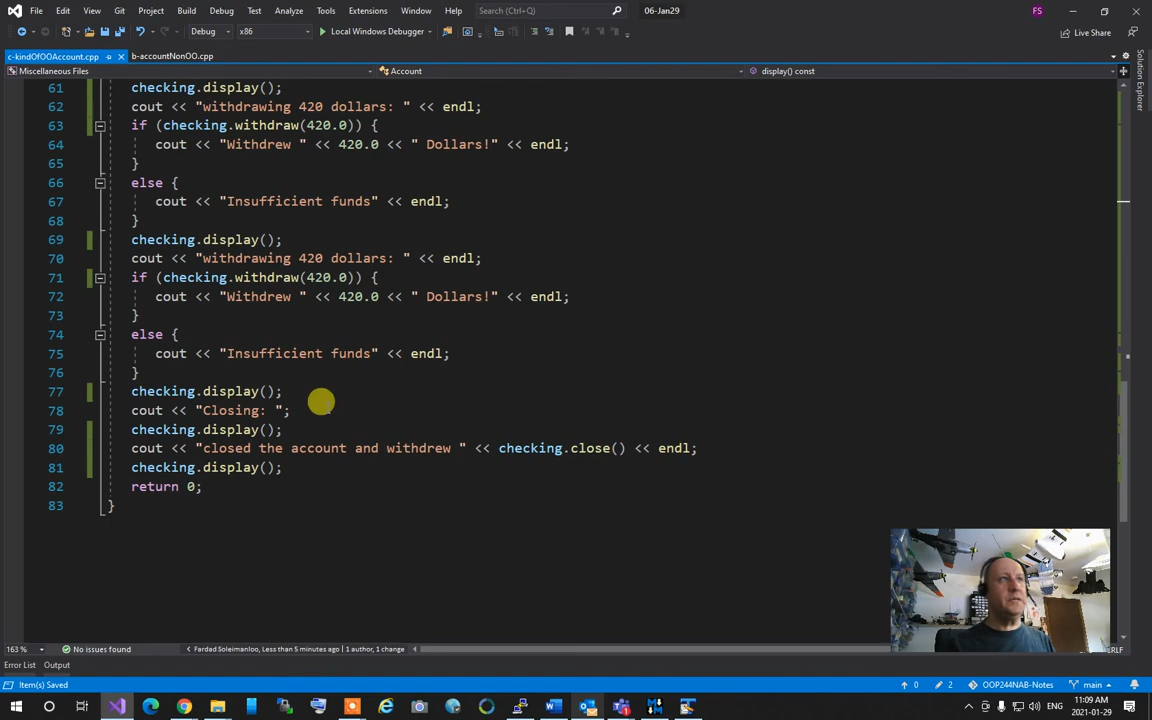 File Edit View Git Project Build Debug Test Analyze Tools Extensions Window Help Search (Ctrl+Q) 06-Jan29 FS
Debug x86 Local Windows Debugger Live Share
c-kindOfOOAccount.cpp b-accountNonOO.cpp
Miscellaneous Files Account display() const
Solution Explorer
61 checking.display();
62 cout << "withdrawing 420 dollars: " << endl;
63 if (checking.withdraw(420.0)) {
64 cout << "Withdrew " << 420.0 << " Dollars!" << endl;
65 }
66 else {
67 cout << "Insufficient funds" << endl;
68 }
69 checking.display();
70 cout << "withdrawing 420 dollars: " << endl;
71 if (checking.withdraw(420.0)) {
72 cout << "Withdrew " << 420.0 << " Dollars!" << endl;
73 }
74 else {
75 cout << "Insufficient funds" << endl;
76 }
77 checking.display();
78 cout << "Closing: ";
79 checking.display();
80 cout << "closed the account and withdrew " << checking.close() << endl;
81 checking.display();
82 return 0;
83 }
163 % No issues found Fardad Soleimanloo, Less than 5 minutes ago | 1 author, 1 change
Error List Output
Item(s) Saved 0 2 OOP244NAB-Notes main
11:09 AM
2021-01-29